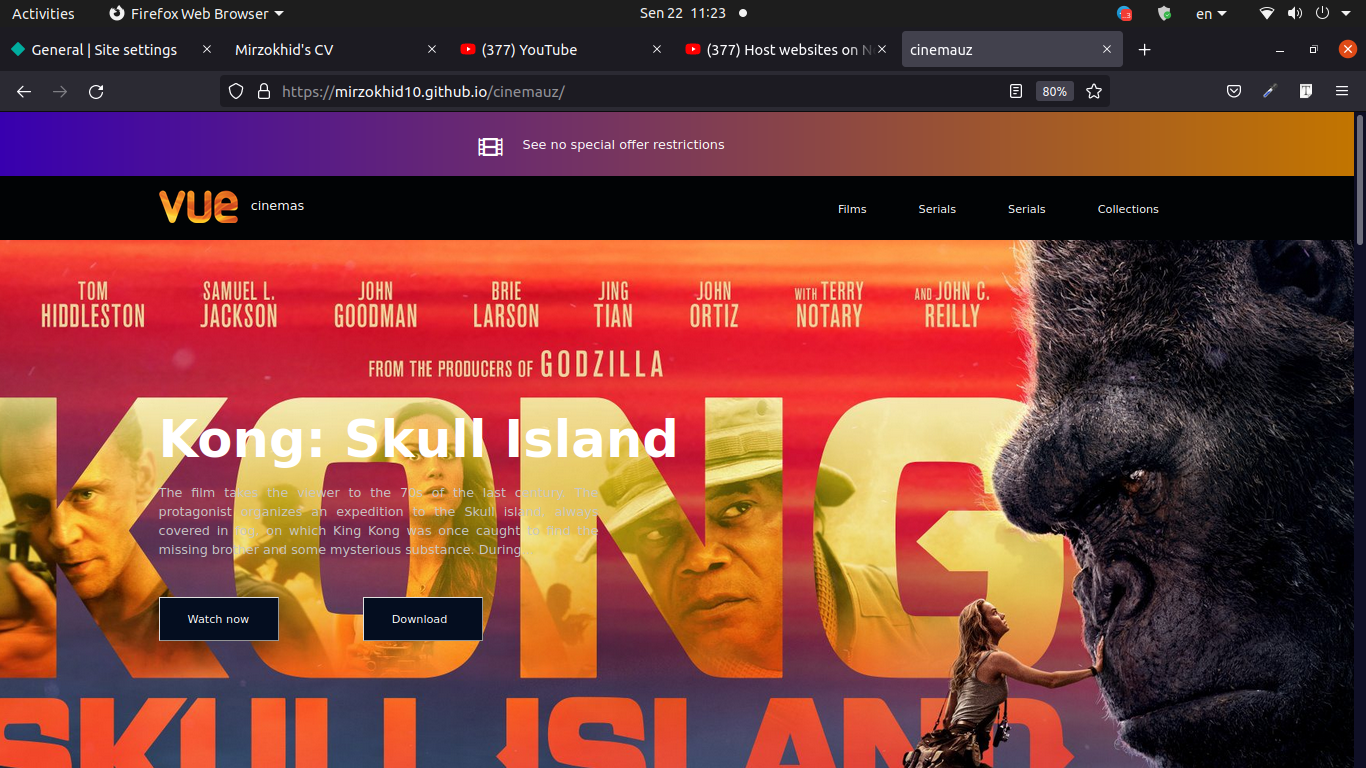 Activities
Firefox Web Browser
Sen 22 11:23
3
en
General | Site settings
Mirzokhid's CV
(377) YouTube
(377) Host websites on N
cinemauz
https://mirzokhid10.github.io/cinemauz/
80%
T
See no special offer restrictions
vue cinemas
Films
Serials
Serials
Collections
TOM HIDDLESTON
SAMUEL L. JACKSON
JOHN GOODMAN
BRIE LARSON
JING TIAN
JOHN ORTIZ
WITH TERRY NOTARY
AND JOHN C. REILLY
FROM THE PRODUCERS OF GODZILLA
KONG
Kong: Skull Island
The film takes the viewer to the 70s of the last century. The
protagonist organizes an expedition to the Skull island, always
covered in fog, on which King Kong was once caught to find the
missing brother and some mysterious substance. During
Watch now
Download
SKULL ISLAND